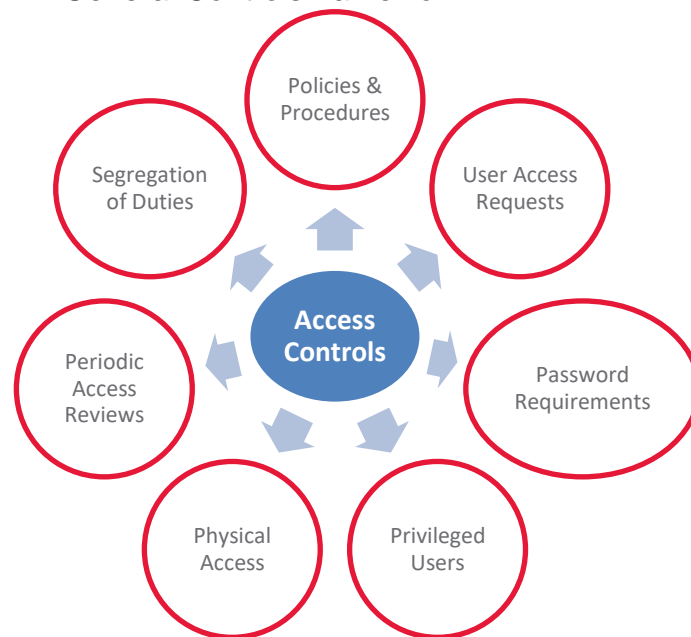 Policies &
Procedures
User Access
Requests
Password
Requirements
Privileged
Users
Physical
Access
Periodic
Access
Reviews
Segregation
of Duties
Access
Controls